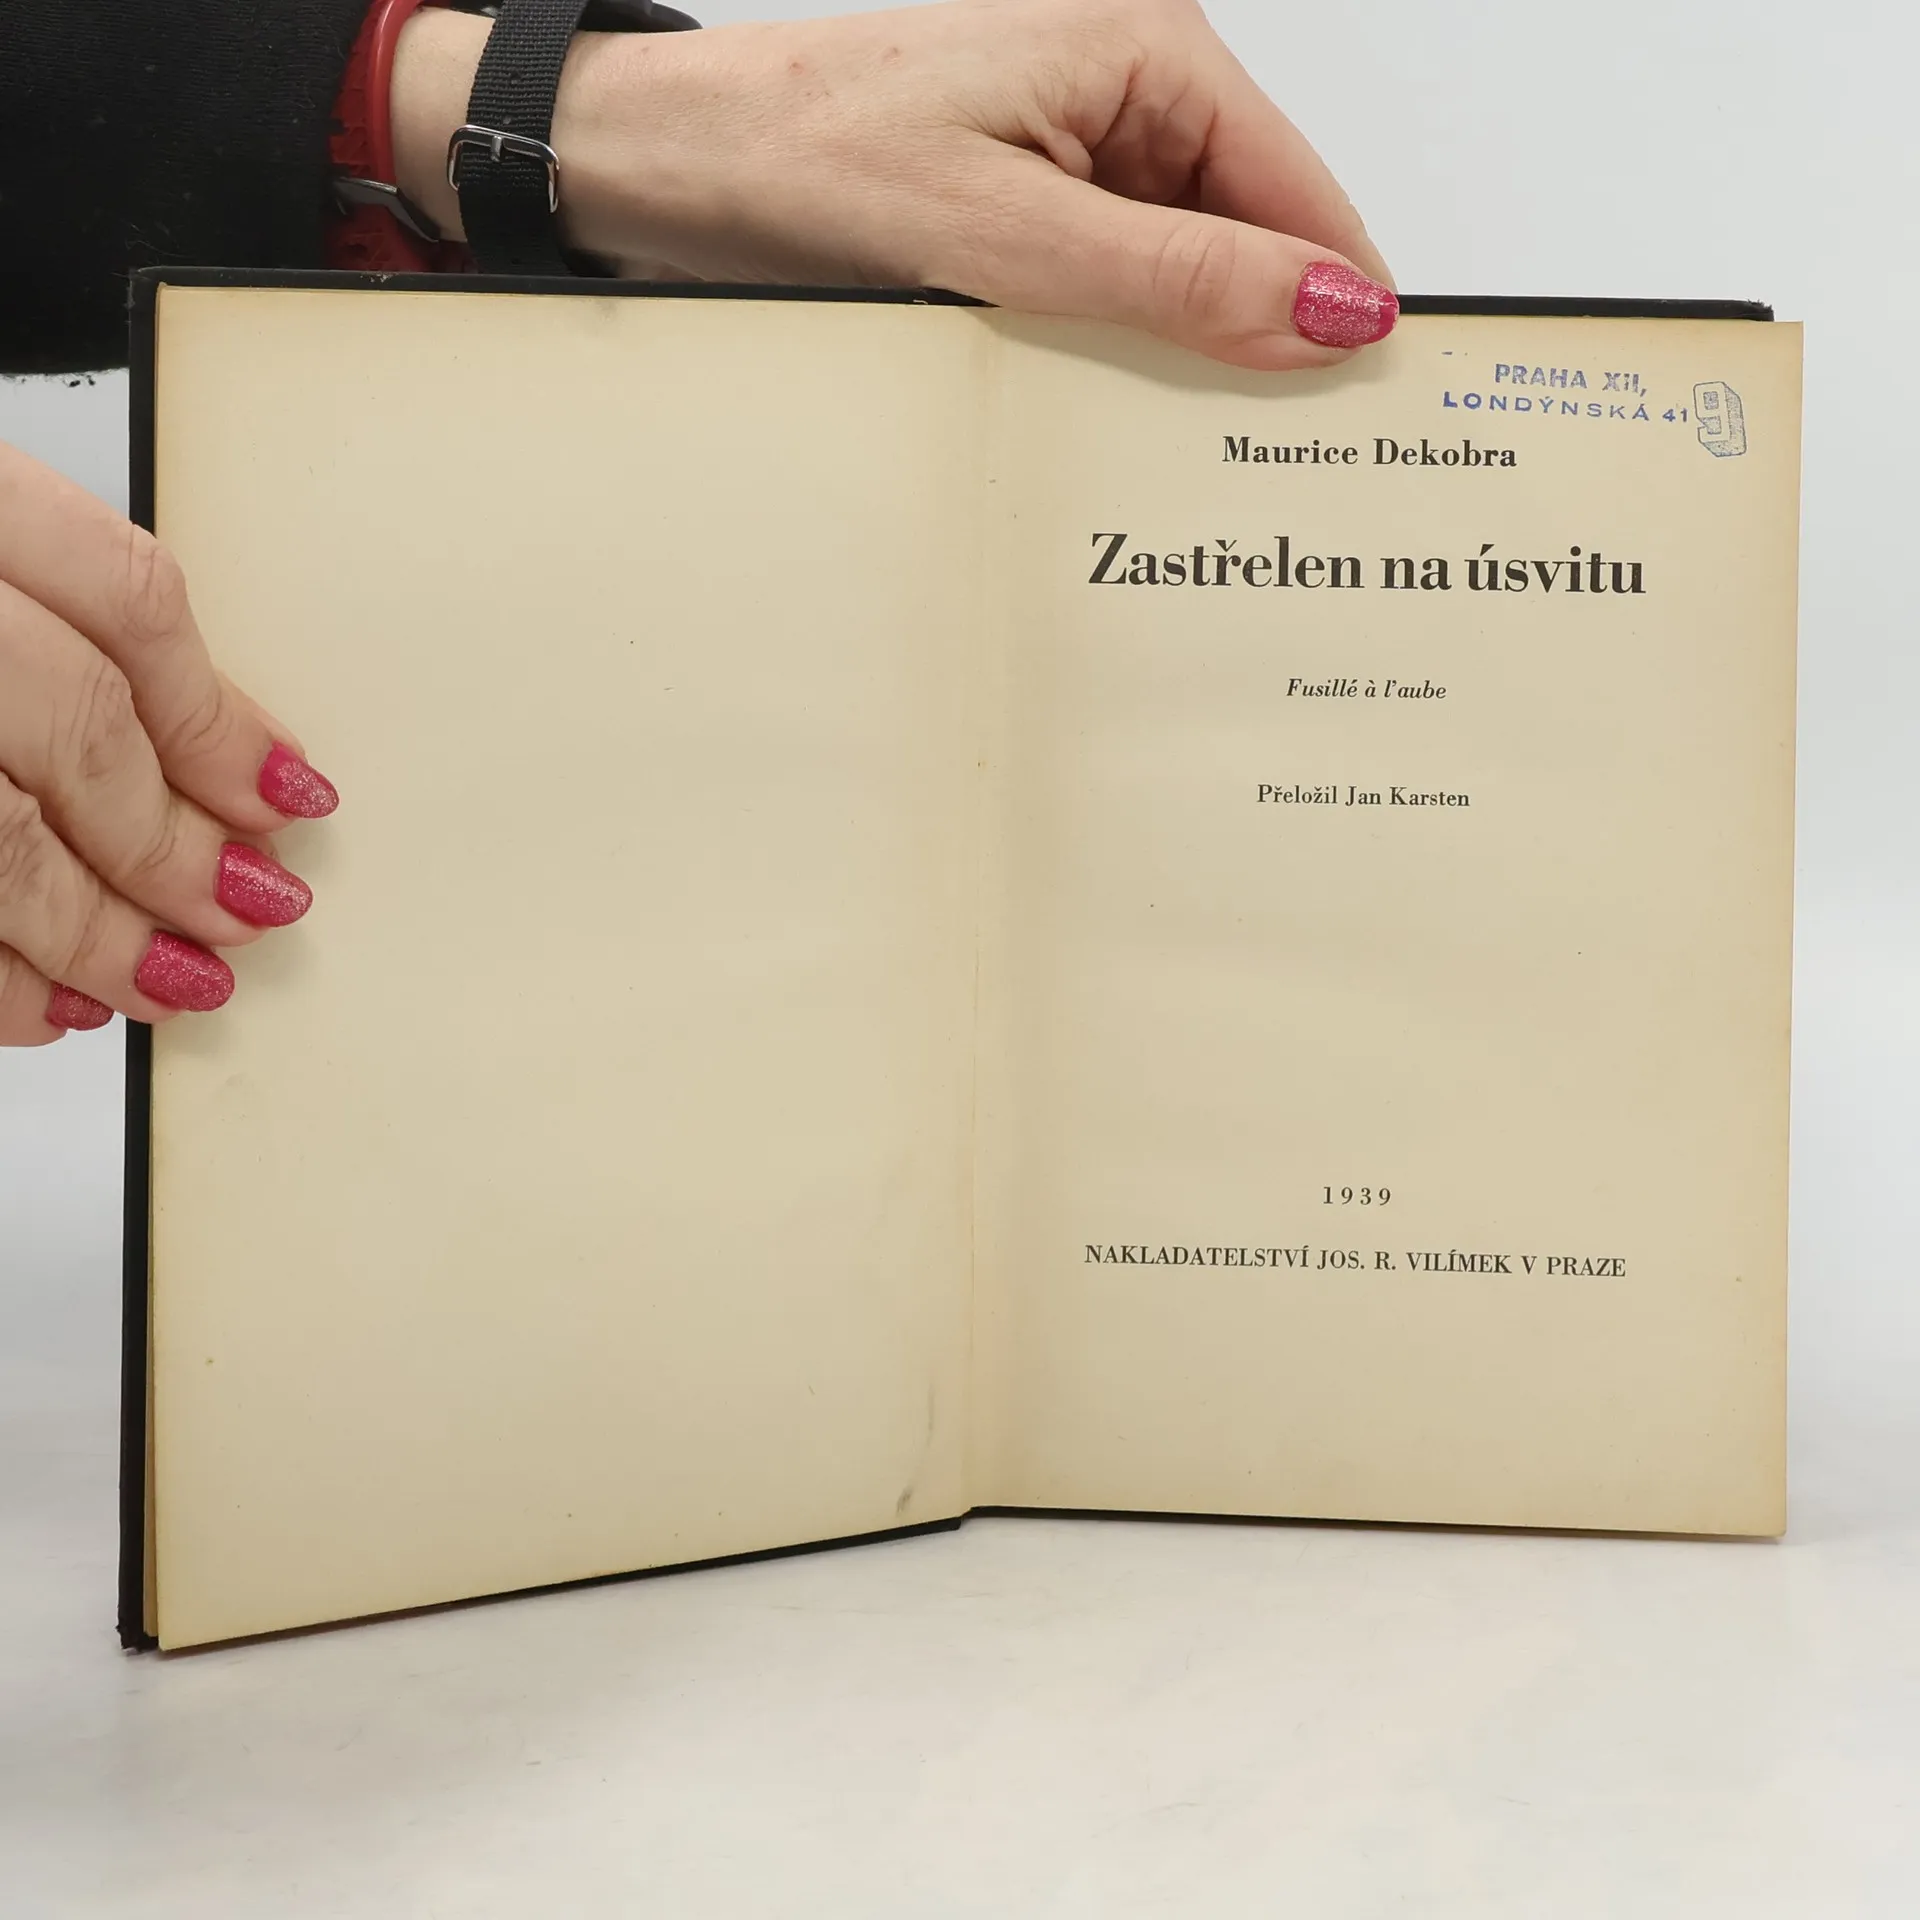 PRAHA XII,
LONDÝNSKÁ 41
9
Maurice Dekobra
Zastřelen na úsvitu
Fusillé à l'aube
Přeložil Jan Karsten
1939
NAKLADATELSTVÍ JOS. R. VILÍMEK V PRAZE